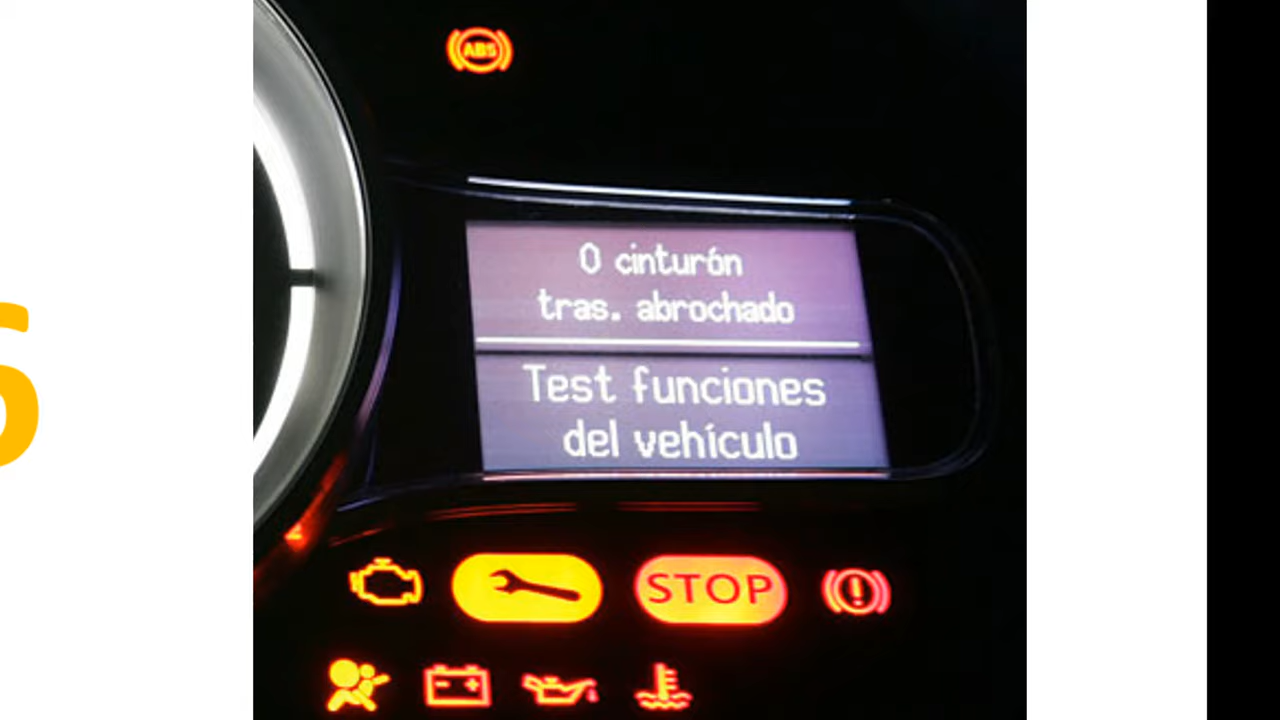 ABS
0 cinturón
tras. abrochado
Test funciones
del vehículo
STOP